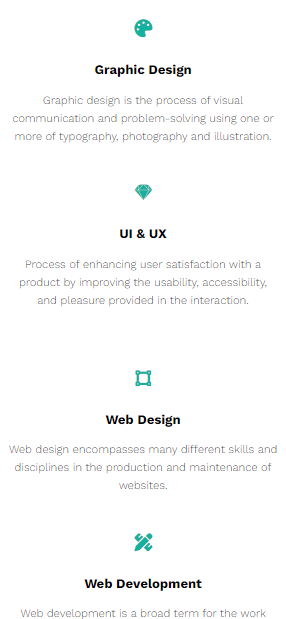 Graphic Design
Graphic design is the process of visual
communication and problem-solving using one or
more of typography, photography and illustration.
UI & UX
Process of enhancing user satisfaction with a
product by improving the usability, accessibility,
and pleasure provided in the interaction.
Web Design
Web design encompasses many different skills and
disciplines in the production and maintenance of
websites.
Web Development
Web development is a broad term for the work